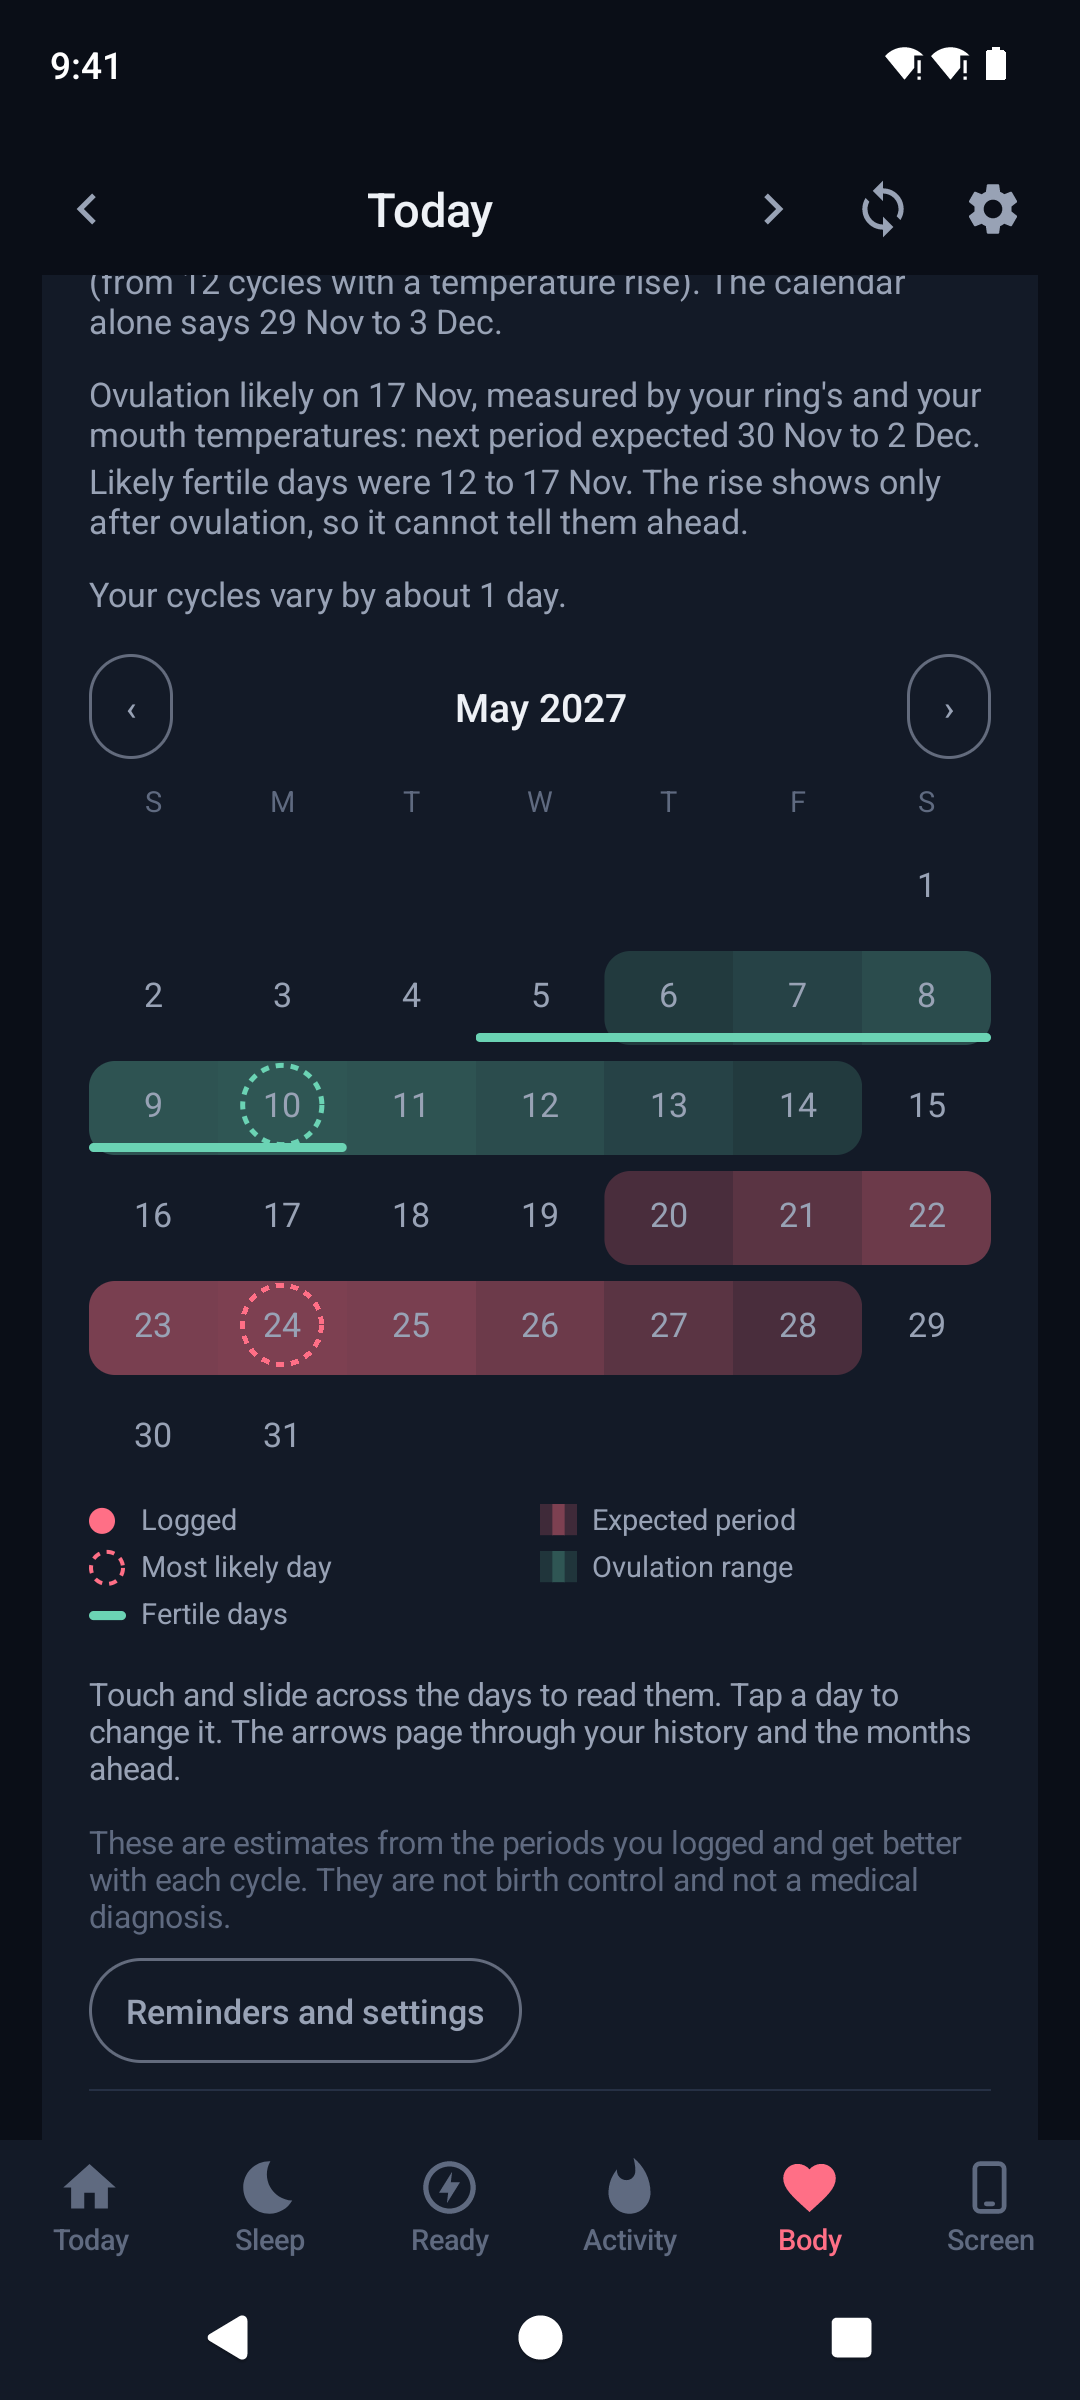 9:41
Today
(from 12 cycles with a temperature rise). The calendar
alone says 29 Nov to 3 Dec.
Ovulation likely on 17 Nov, measured by your ring's and your
mouth temperatures: next period expected 30 Nov to 2 Dec.
Likely fertile days were 12 to 17 Nov. The rise shows only
after ovulation, so it cannot tell them ahead.
Your cycles vary by about 1 day.
‹ May 2027 ›
S M T W T F S
1
2 3 4 5 6 7 8
9 10 11 12 13 14 15
16 17 18 19 20 21 22
23 24 25 26 27 28 29
30 31
Logged Expected period
Most likely day Ovulation range
Fertile days
Touch and slide across the days to read them. Tap a day to
change it. The arrows page through your history and the months
ahead.
These are estimates from the periods you logged and get better
with each cycle. They are not birth control and not a medical
diagnosis.
Reminders and settings
Today Sleep Ready Activity Body Screen